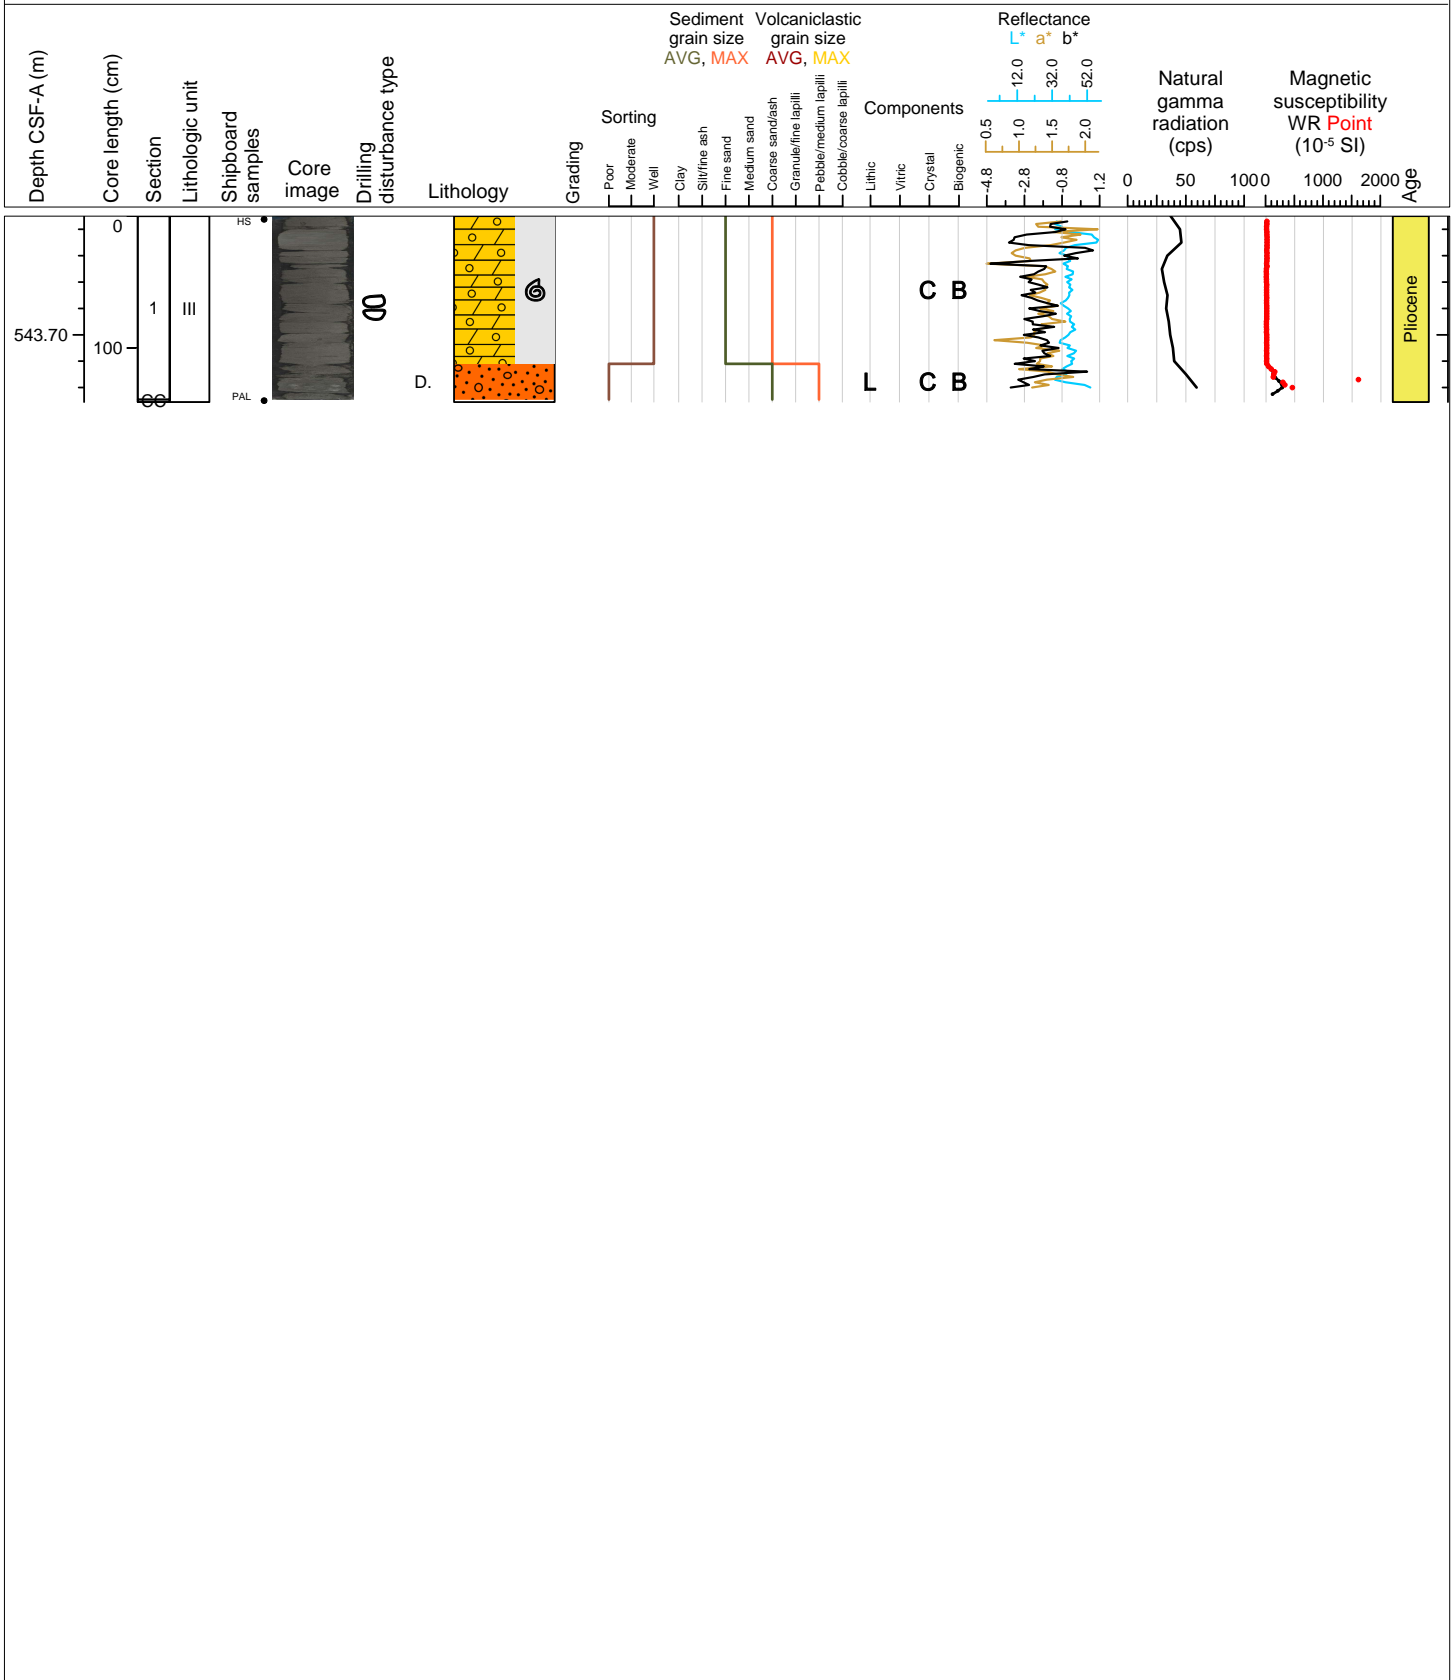 Depth CSF-A (m)
Core length (cm)
Section
Lithologic unit
Shipboard
samples
Core
image
Drilling
disturbance type
Lithology
Grading
Sorting
Poor
Moderate
Well
Sediment
grain size
AVG, MAX
Volcaniclastic
grain size
AVG, MAX
Clay
Silt/fine ash
Fine sand
Medium sand
Coarse sand/ash
Granule/fine lapilli
Pebble/medium lapilli
Cobble/coarse lapilli
Components
Lithic
Vitric
Crystal
Biogenic
Reflectance
L* a* b*
12.0 32.0 52.0
0.5 1.0 1.5 2.0
-4.8 -2.8 -0.8 1.2
Natural
gamma
radiation
(cps)
0 50 100
Magnetic
susceptibility
WR Point
(10-5 SI)
0 1000 2000
Age
0
HS
1
III
C B
Pliocene
543.70
100
D.
L C B
CC
PAL